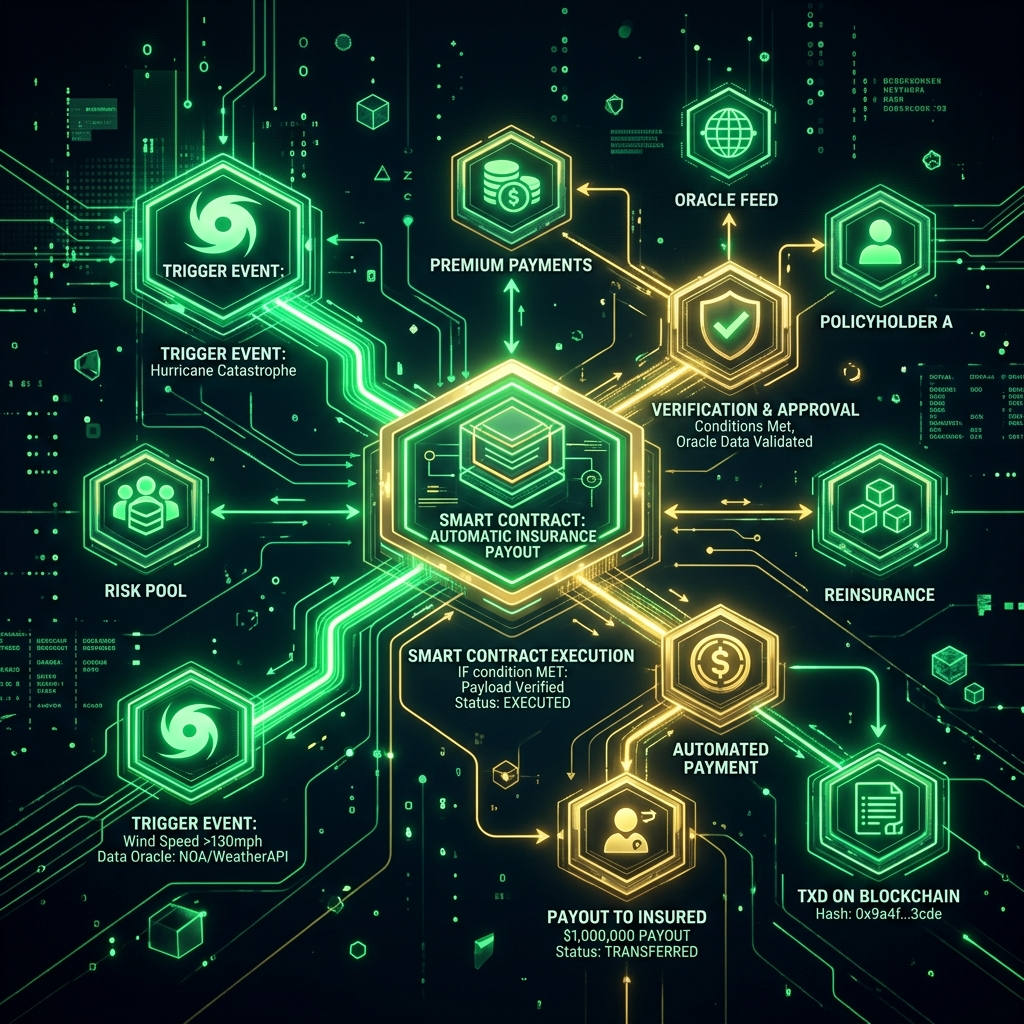 ORACLE FEED
TRIGGER EVENT:
PREMIUM PAYMENTS
POLICYHOLDER A
TRIGGER EVENT:
Hurricane Catastrophe
VERIFICATION & APPROVAL
Conditions Met,
Oracle Data Validated
SMART CONTRACT:
AUTOMATIC INSURANCE
PAYOUT
RISK POOL
REINSURANCE
SMART CONTRACT EXECUTION
IF condition MET:
Payload Verified
Status: EXECUTED
AUTOMATED
PAYMENT
TRIGGER EVENT:
Wind Speed >130mph
Data Oracle: NOA/WeatherAPI
TXD ON BLOCKCHAIN
Hash: 0x9a4f...3cde
PAYOUT TO INSURED
$1,000,000 PAYOUT
Status: TRANSFERRED